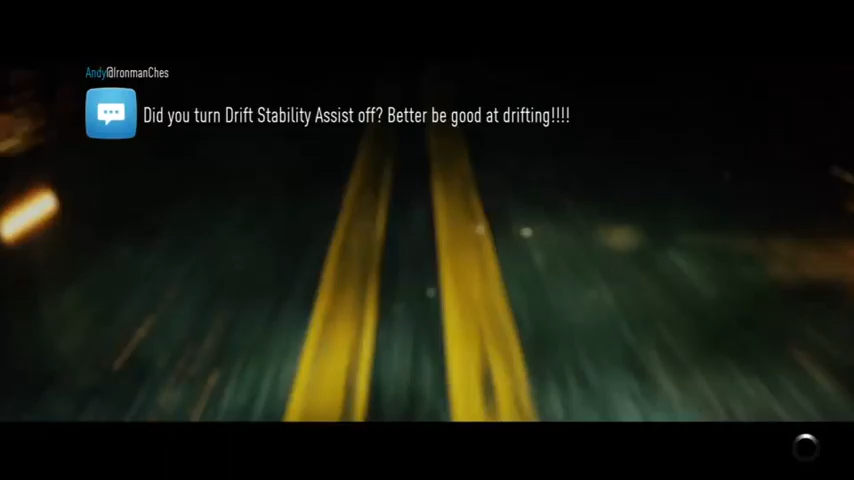 Andy@IronmanChes
Did you turn Drift Stability Assist off? Better be good at drifting!!!!